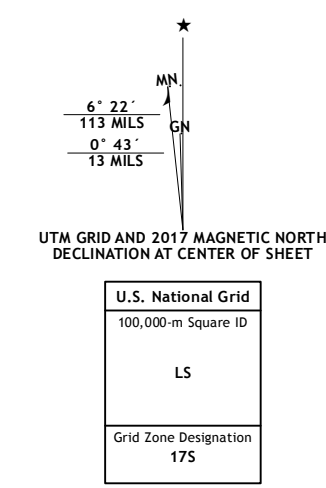 ★
MN
6° 22´
113 MILS
GN
0° 43´
13 MILS
UTM GRID AND 2017 MAGNETIC NORTH
DECLINATION AT CENTER OF SHEET
U.S. National Grid
100,000-m Square ID
LS
Grid Zone Designation
17S